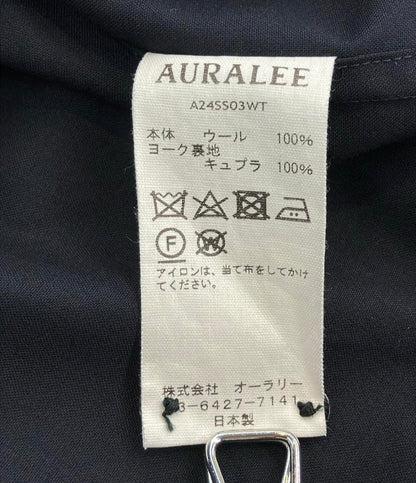 AURALEE
A24SS03WT
本体 ウール 100%
ヨーク裏地
キュプラ 100%
F W
アイロンは、当て布をしてかけ
てください。
株式会社 オーラリー
3-6427-7141
日本製